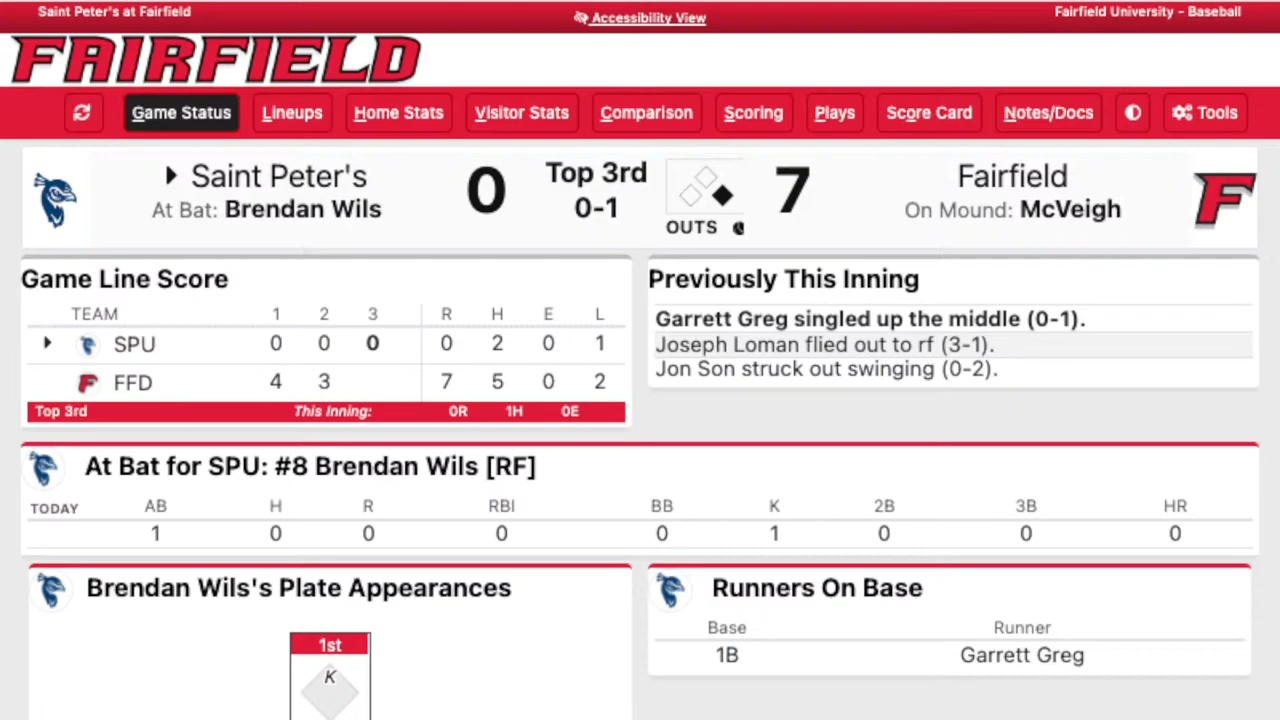 Saint Peter's at Fairfield
Accessibility View
Fairfield University - Baseball
FAIRFIELD
Game Status
Lineups
Home Stats
Visitor Stats
Comparison
Scoring
Plays
Score Card
Notes/Docs
Tools
Saint Peter's
At Bat: Brendan Wils
0
Top 3rd
0-1
OUTS
7
Fairfield
On Mound: McVeigh
F
Game Line Score
TEAM 1 2 3 R H E L
SPU 0 0 0 0 2 0 1
F FFD 4 3 7 5 0 2
Top 3rd This Inning: 0R 1H 0E
Previously This Inning
Garrett Greg singled up the middle (0-1).
Joseph Loman flied out to rf (3-1).
Jon Son struck out swinging (0-2).
At Bat for SPU: #8 Brendan Wils [RF]
TODAY AB H R RBI BB K 2B 3B HR
1 0 0 0 0 1 0 0 0
Brendan Wils's Plate Appearances
1st
K
Runners On Base
Base Runner
1B Garrett Greg